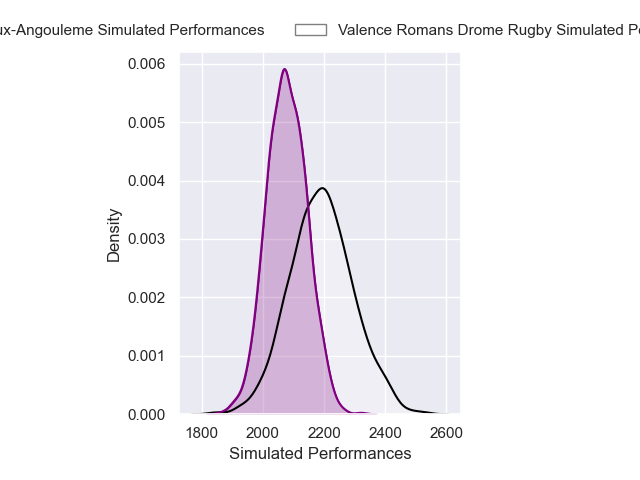 -Angouleme Simulated Performances Valence Romans Drome Rugby Simulated
0.006
0.005
0.004
0.003
0.002
0.001
0.000
Density
1800 2000 2200 2400 2600
Simulated Performances